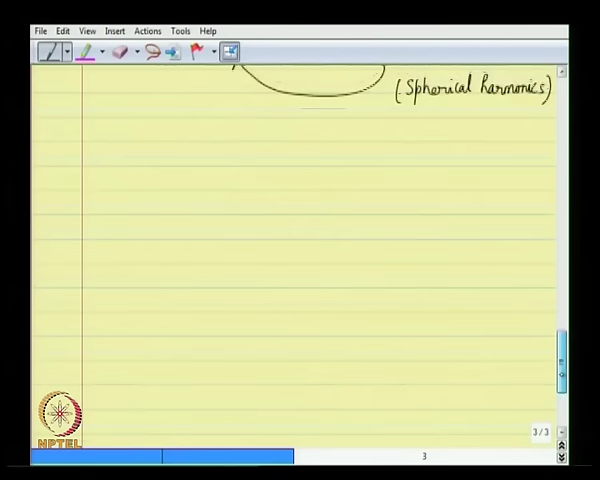 File Edit View Insert Actions Tools Help
(Spherical harmonics)
NPTEL
3/3
3